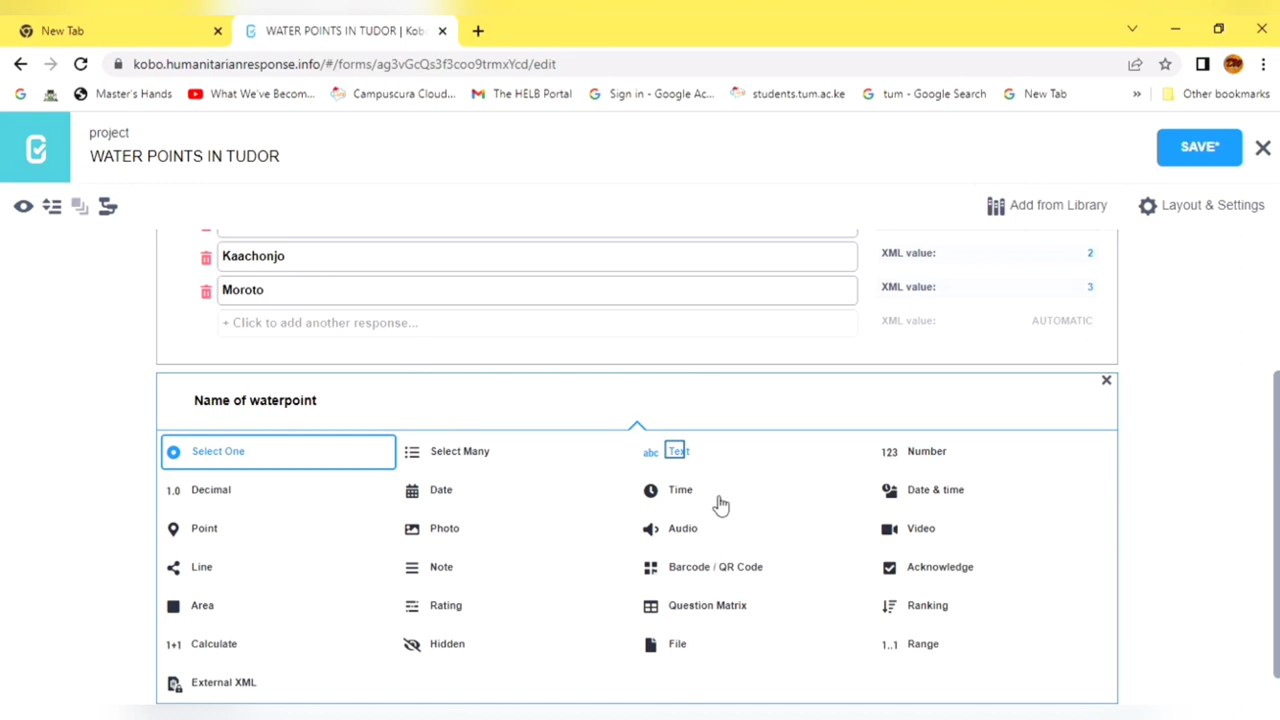 New Tab
WATER POINTS IN TUDOR | Kobo
kobo.humanitarianresponse.info/#/forms/ag3vGcQs3f3coo9trmxYcd/edit
Master's Hands
What We've Becom...
Campuscura Cloud...
The HELB Portal
Sign in - Google Ac...
students.tum.ac.ke
tum - Google Search
New Tab
»
Other bookmarks
project
WATER POINTS IN TUDOR
SAVE*
Add from Library
Layout & Settings
Kaachonjo
XML value: 2
Moroto
XML value: 3
+ Click to add another response...
XML value: AUTOMATIC
Name of waterpoint
Select One
Select Many
abc Text
123 Number
1.0 Decimal
Date
Time
Date & time
Point
Photo
Audio
Video
Line
Note
Barcode / QR Code
Acknowledge
Area
Rating
Question Matrix
Ranking
1+1 Calculate
Hidden
File
1..1 Range
External XML